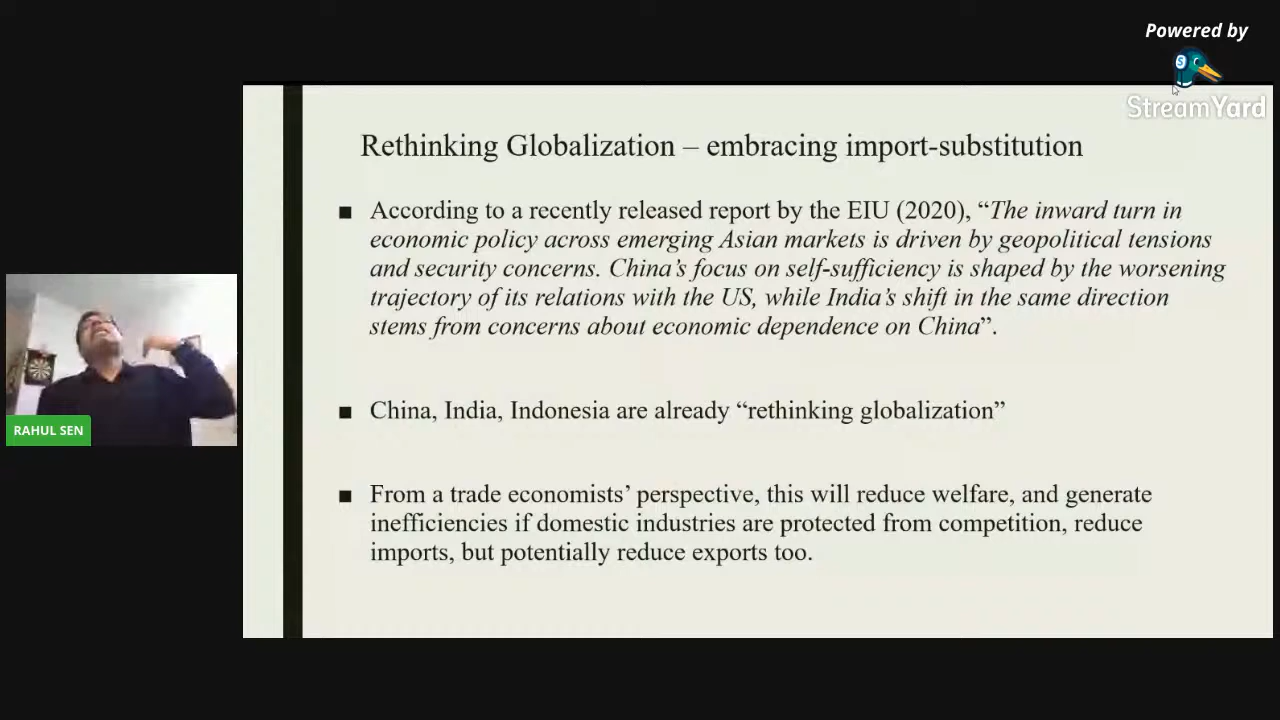 Powered by
StreamYard
Rethinking Globalization – embracing import-substitution
■ According to a recently released report by the EIU (2020), “The inward turn in
economic policy across emerging Asian markets is driven by geopolitical tensions
and security concerns. China’s focus on self-sufficiency is shaped by the worsening
trajectory of its relations with the US, while India’s shift in the same direction
stems from concerns about economic dependence on China”.
■ China, India, Indonesia are already “rethinking globalization”
■ From a trade economists’ perspective, this will reduce welfare, and generate
inefficiencies if domestic industries are protected from competition, reduce
imports, but potentially reduce exports too.
RAHUL SEN